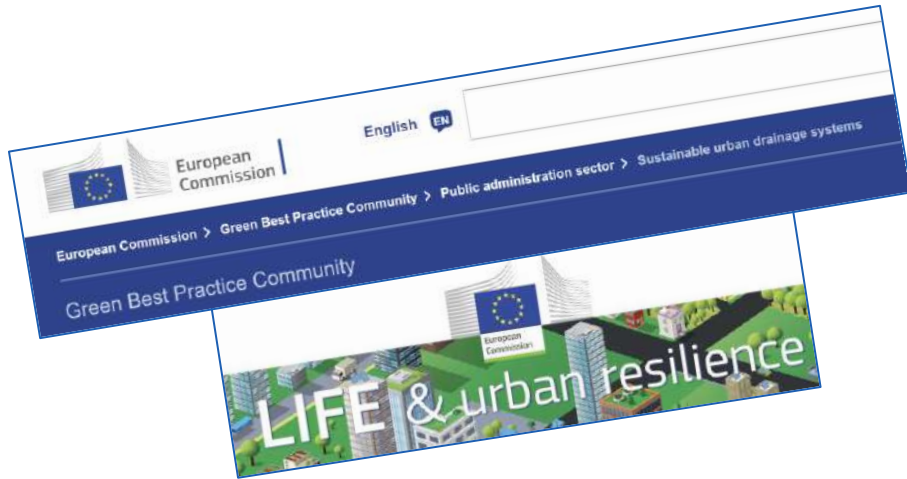 European
Commission
English EN
European Commission > Green Best Practice Community > Public administration sector > Sustainable urban drainage systems
Green Best Practice Community
European
Commission
LIFE & urban resilience